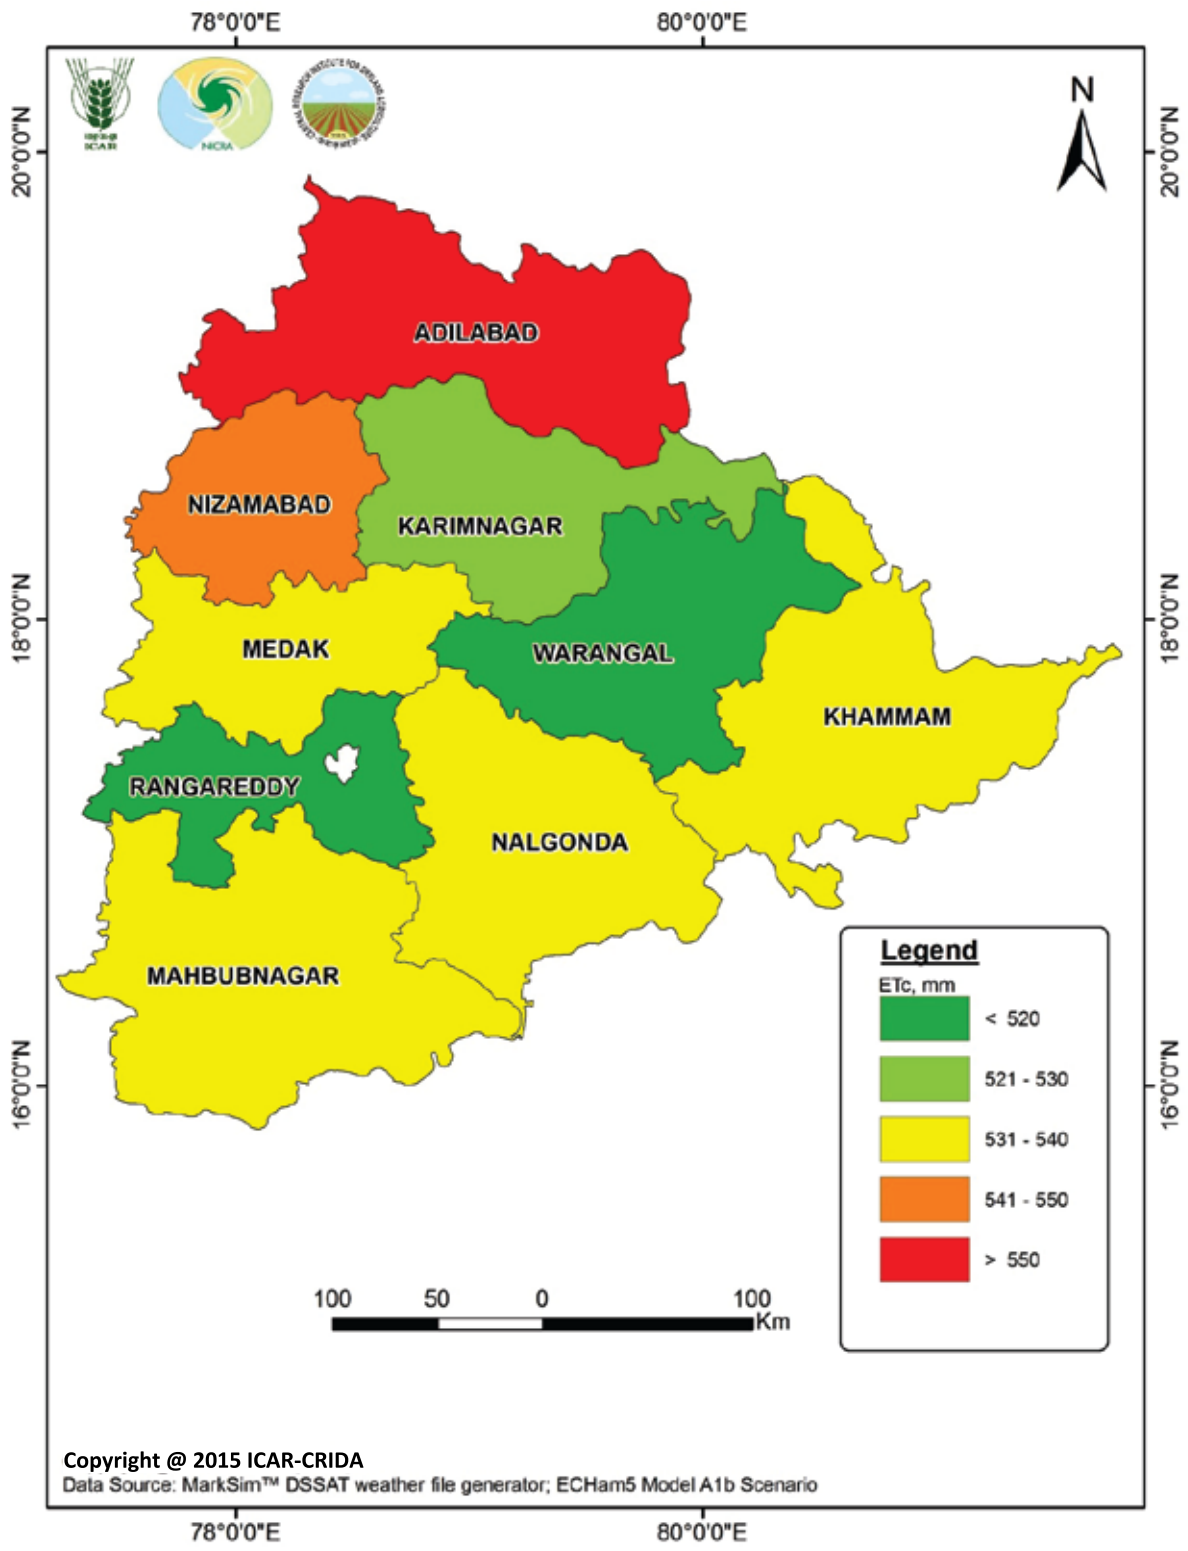 78°0'0"E 80°0'0"E
20°0'0"N 20°0'0"N
ICAR
NICRA
N
ADILABAD
NIZAMABAD
KARIMNAGAR
18°0'0"N 18°0'0"N
MEDAK
WARANGAL
KHAMMAM
RANGAREDDY
NALGONDA
MAHBUBNAGAR
16°0'0"N 16°0'0"N
Legend
ETc, mm
< 520
521 - 530
531 - 540
541 - 550
> 550
100 50 0 100
Km
Copyright @ 2015 ICAR-CRIDA
Data Source: MarkSim™ DSSAT weather file generator; ECHam5 Model A1b Scenario
78°0'0"E 80°0'0"E